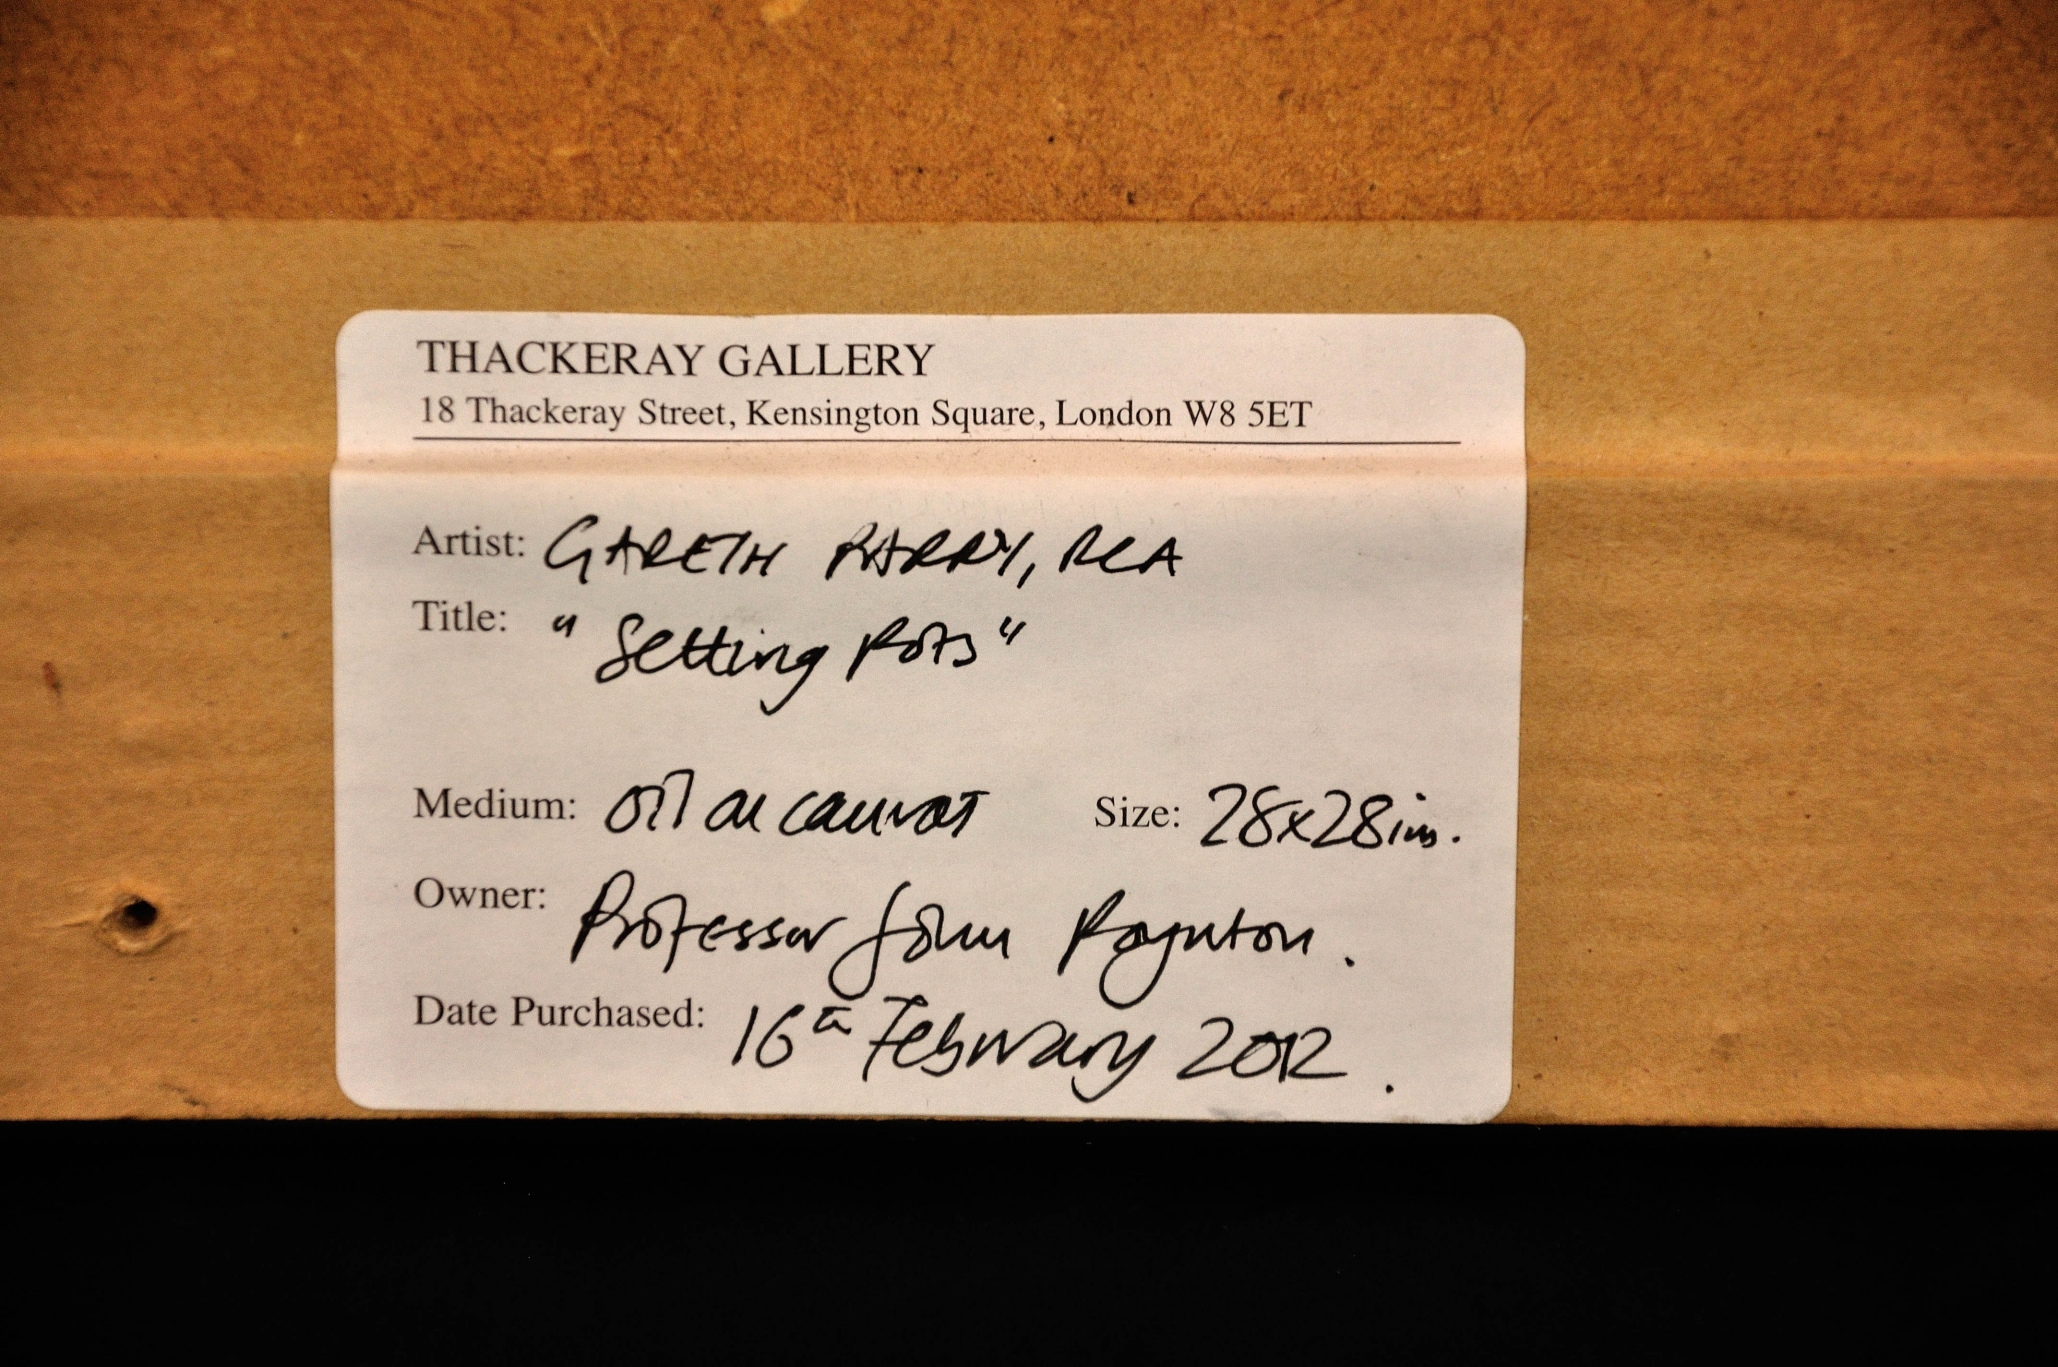 THACKERAY GALLERY
18 Thackeray Street, Kensington Square, London W8 5ET
Artist: GARETH PARRY, RCA
Title: "Setting Pots"
Medium: oil on canvas Size: 28x28ins.
Owner: Professor John Poynton.
Date Purchased: 16th February 2012.